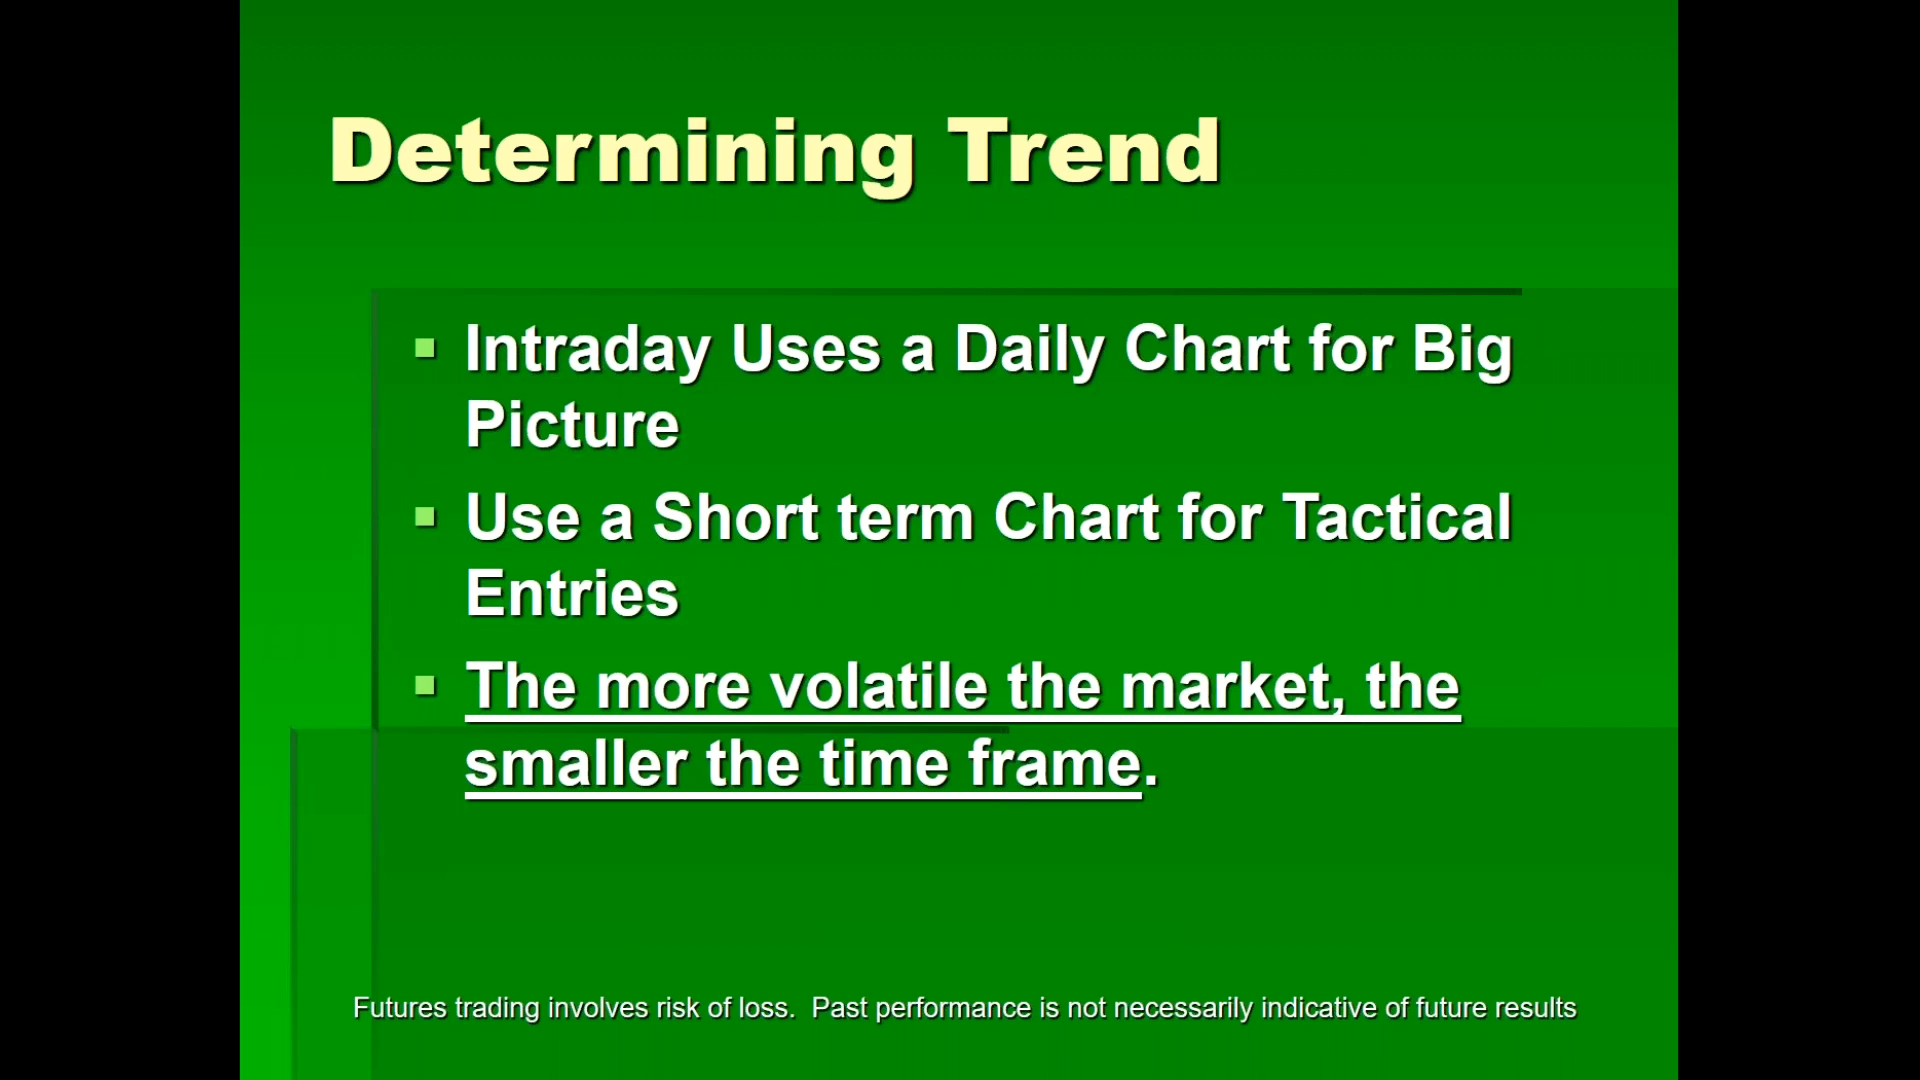 Determining Trend
Intraday Uses a Daily Chart for Big
Picture
Use a Short term Chart for Tactical
Entries
The more volatile the market, the
smaller the time frame.
Futures trading involves risk of loss.  Past performance is not necessarily indicative of future results